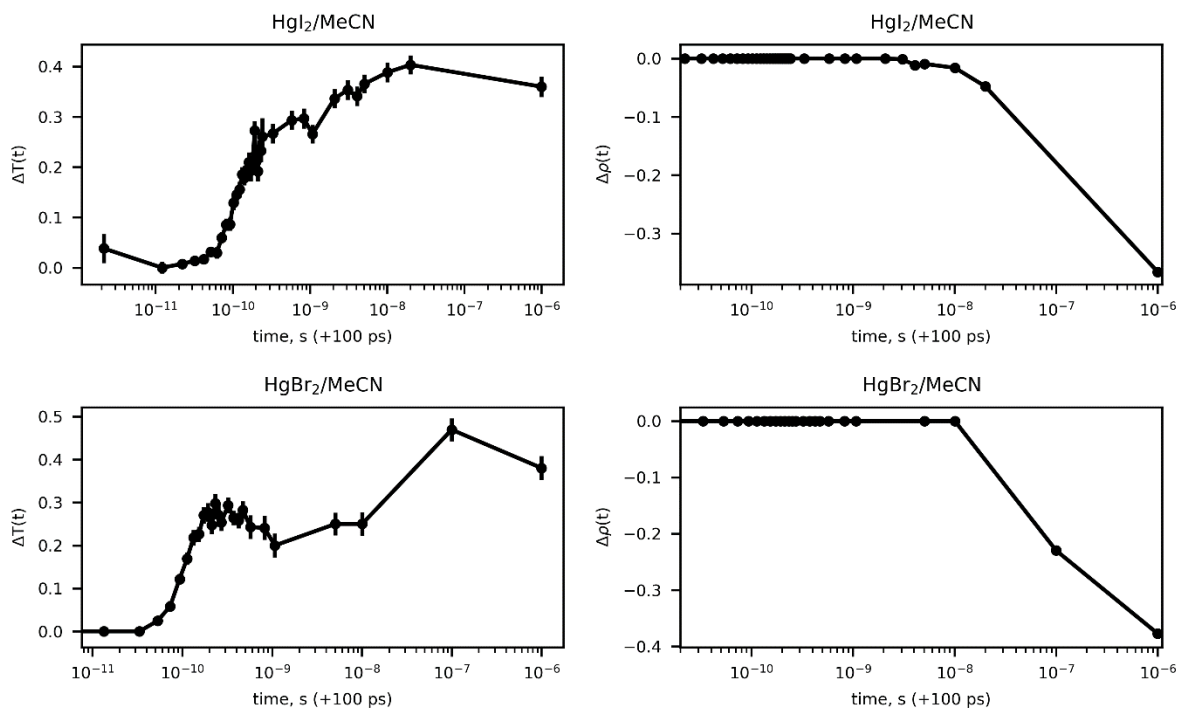 HgI₂/MeCN
ΔT(t)
0.4
0.3
0.2
0.1
0.0
10⁻¹¹ 10⁻¹⁰ 10⁻⁹ 10⁻⁸ 10⁻⁷ 10⁻⁶
time, s (+100 ps)
HgI₂/MeCN
Δρ(t)
0.0
−0.1
−0.2
−0.3
10⁻¹⁰ 10⁻⁹ 10⁻⁸ 10⁻⁷ 10⁻⁶
time, s (+100 ps)
HgBr₂/MeCN
ΔT(t)
0.5
0.4
0.3
0.2
0.1
0.0
10⁻¹¹ 10⁻¹⁰ 10⁻⁹ 10⁻⁸ 10⁻⁷ 10⁻⁶
time, s (+100 ps)
HgBr₂/MeCN
Δρ(t)
0.0
−0.1
−0.2
−0.3
−0.4
10⁻¹⁰ 10⁻⁹ 10⁻⁸ 10⁻⁷ 10⁻⁶
time, s (+100 ps)